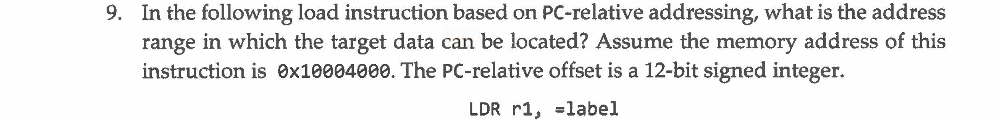 9. In the following load instruction based on PC-relative addressing, what is the address
range in which the target data can be located? Assume the memory address of this
instruction is 0x10004000. The PC-relative offset is a 12-bit signed integer.
LDR r1, =label